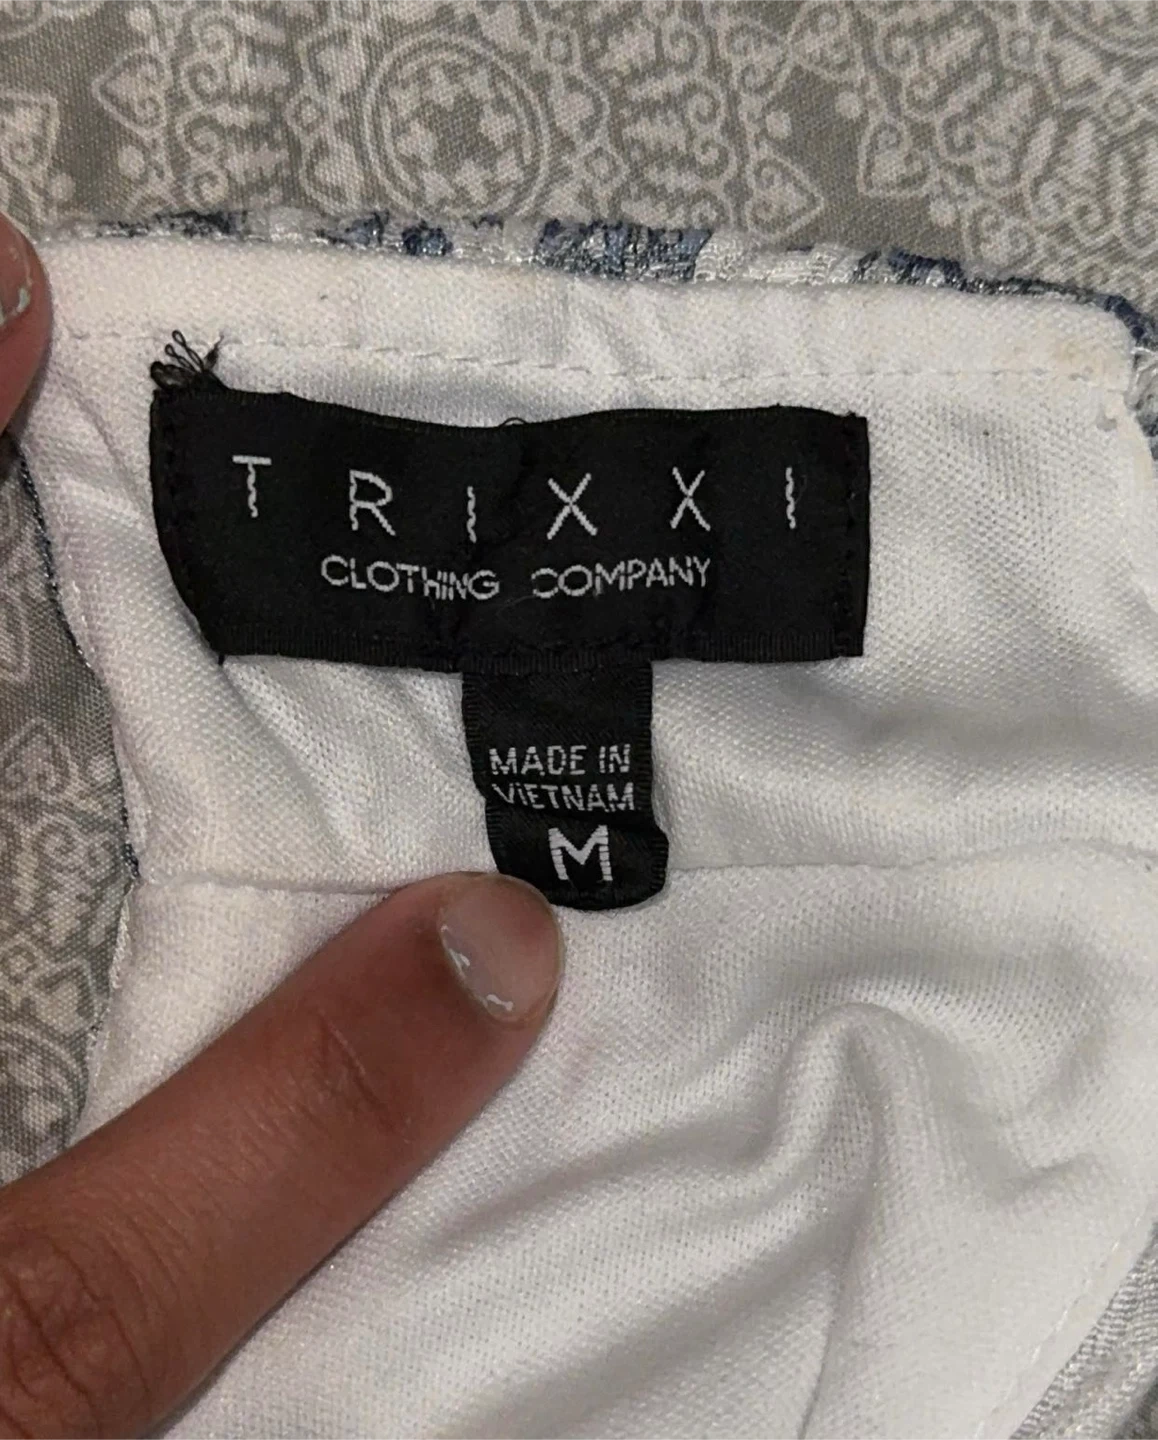 TRIXXI
CLOTHING COMPANY
MADE IN
VIETNAM
M